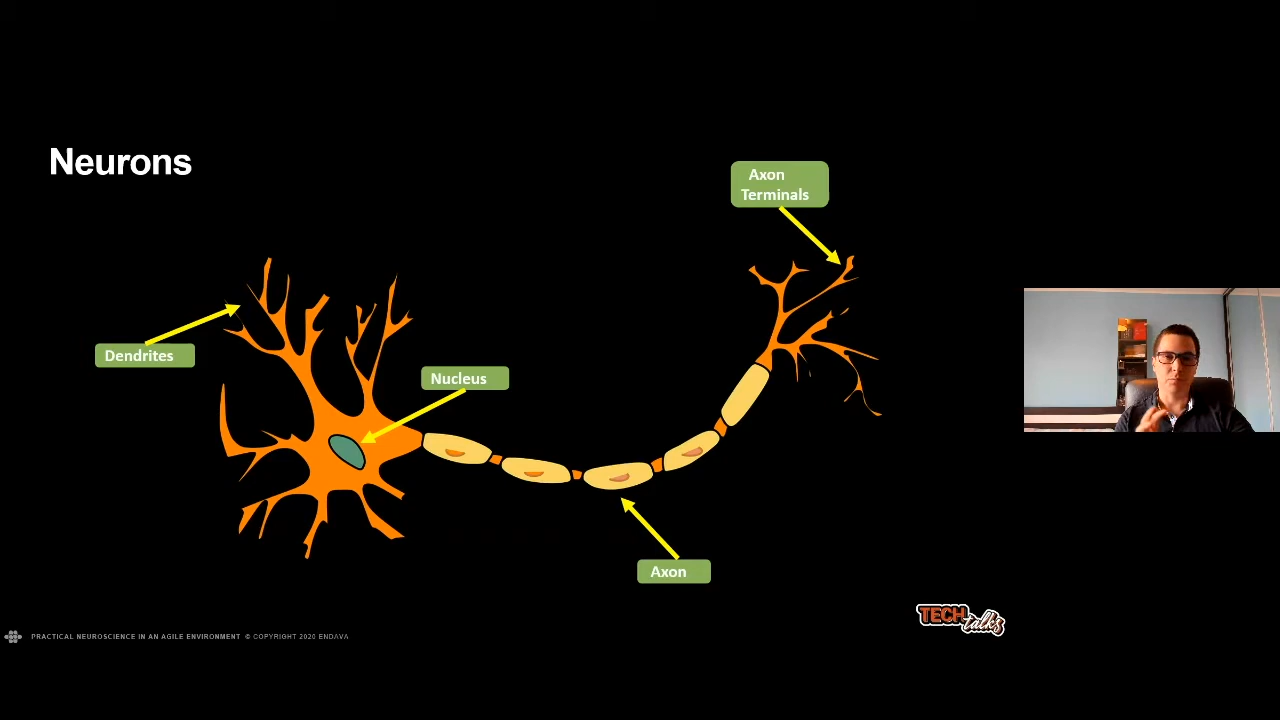 Neurons
Axon
Terminals
Dendrites
Nucleus
Axon
TECH
talks
PRACTICAL NEUROSCIENCE IN AN AGILE ENVIRONMENT © COPYRIGHT 2020 ENDAVA